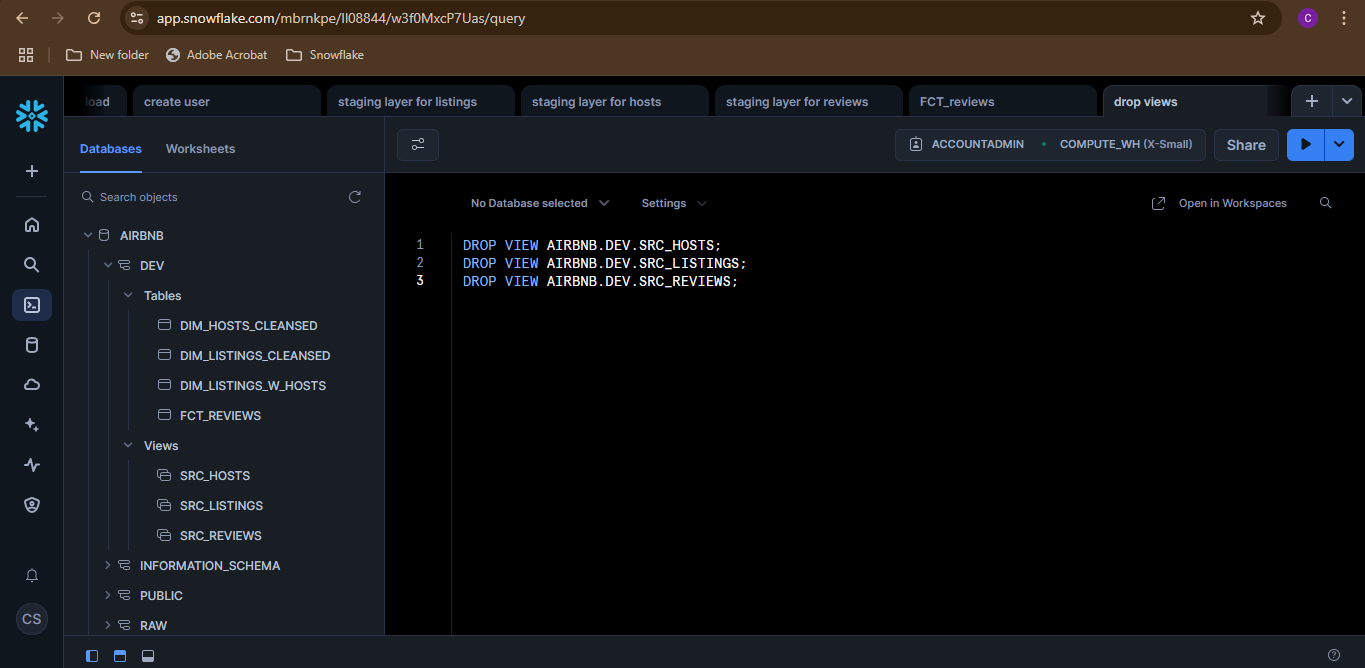 app.snowflake.com/mbrnkpe/ll08844/w3f0MxcP7Uas/query
C
New folder
Adobe Acrobat
Snowflake
load
create user
staging layer for listings
staging layer for hosts
staging layer for reviews
FCT_reviews
drop views
Databases
Worksheets
ACCOUNTADMIN
COMPUTE_WH (X-Small)
Share
Search objects
No Database selected
Settings
Open in Workspaces
AIRBNB
DEV
Tables
DIM_HOSTS_CLEANSED
DIM_LISTINGS_CLEANSED
DIM_LISTINGS_W_HOSTS
FCT_REVIEWS
Views
SRC_HOSTS
SRC_LISTINGS
SRC_REVIEWS
INFORMATION_SCHEMA
PUBLIC
RAW
1 DROP VIEW AIRBNB.DEV.SRC_HOSTS;
2 DROP VIEW AIRBNB.DEV.SRC_LISTINGS;
3 DROP VIEW AIRBNB.DEV.SRC_REVIEWS;
CS